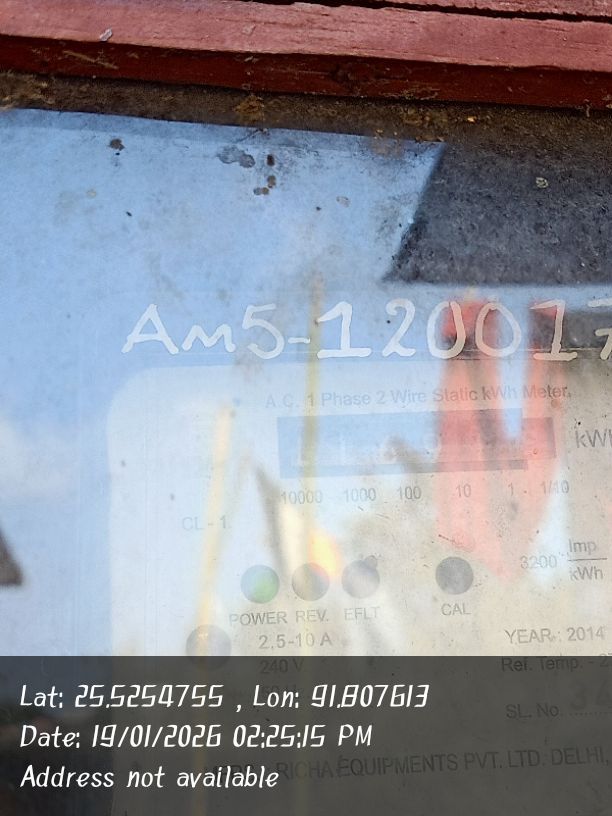 Am5-120017
A.C. 1 Phase 2 Wire Static kWh Meter.
kWh
10000 1000 100 10 1 1/10
CL - 1
3200 Imp
kWh
POWER REV. EFLT CAL
2.5-10 A
YEAR : 2014
240 V
Ref. Temp. -
SL. No.
RICHA EQUIPMENTS PVT. LTD. DELHI,
Lat: 25.5254755 , Lon: 91.807613
Date: 19/01/2026 02:25:15 PM
Address not available